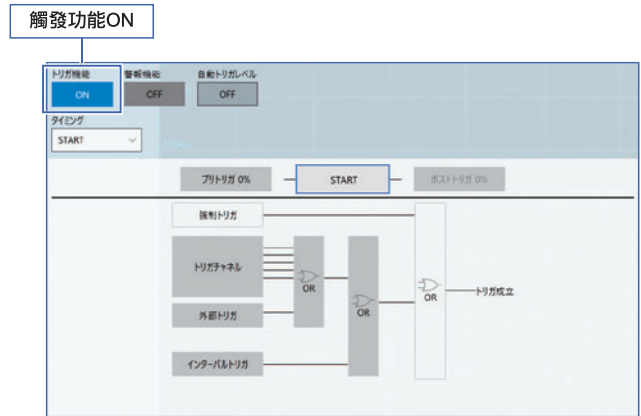 觸發功能ON
トリガ機能 警報機能 自動トリガレベル
ON OFF OFF
タイミング
START
プリトリガ 0% START ポストトリガ 0%
強制トリガ
トリガチャネル
OR
外部トリガ
OR
OR
トリガ成立
インターバルトリガ